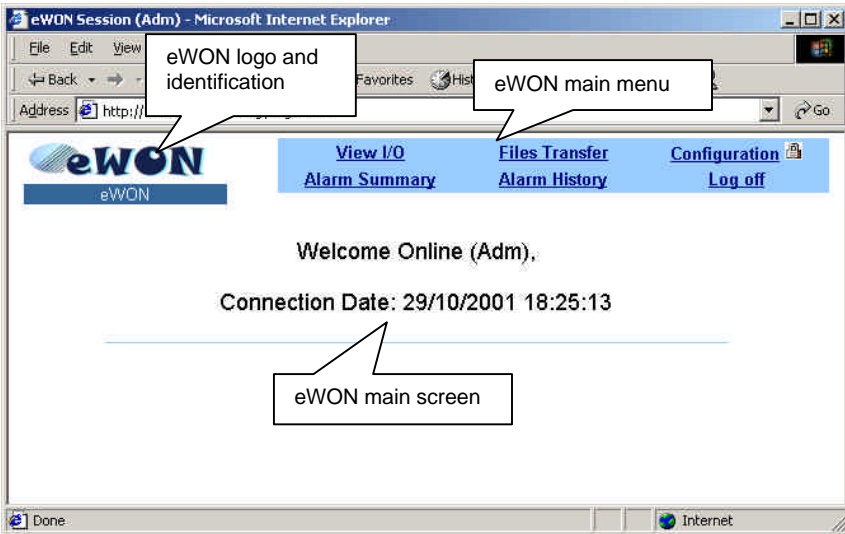 eWON Session (Adm) - Microsoft Internet Explorer
File Edit View
eWON logo and
identification
Back Favorites
eWON main menu
Address http:// Go
eWON
eWON
View I/O Files Transfer Configuration
Alarm Summary Alarm History Log off
Welcome Online (Adm),
Connection Date: 29/10/2001 18:25:13
eWON main screen
Done Internet